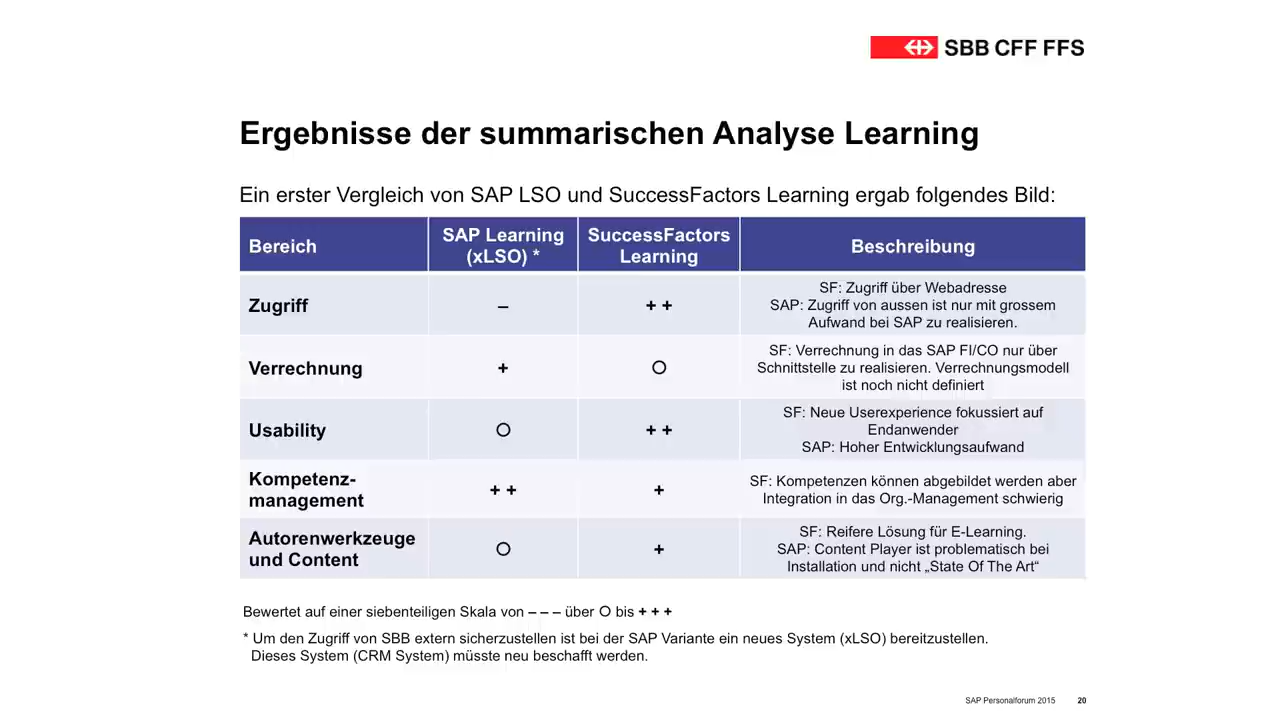 SBB CFF FFS
Ergebnisse der summarischen Analyse Learning
Ein erster Vergleich von SAP LSO und SuccessFactors Learning ergab folgendes Bild:
Bereich
SAP Learning
(xLSO) *
SuccessFactors
Learning
Beschreibung
Zugriff
–
+ +
SF: Zugriff über Webadresse
SAP: Zugriff von aussen ist nur mit grossem
Aufwand bei SAP zu realisieren.
Verrechnung
+
O
SF: Verrechnung in das SAP FI/CO nur über
Schnittstelle zu realisieren. Verrechnungsmodell
ist noch nicht definiert
Usability
O
+ +
SF: Neue Userexperience fokussiert auf
Endanwender
SAP: Hoher Entwicklungsaufwand
Kompetenz-
management
+ +
+
SF: Kompetenzen können abgebildet werden aber
Integration in das Org.-Management schwierig
Autorenwerkzeuge
und Content
O
+
SF: Reifere Lösung für E-Learning.
SAP: Content Player ist problematisch bei
Installation und nicht „State Of The Art“
Bewertet auf einer siebenteiligen Skala von – – – über O bis + + +
* Um den Zugriff von SBB extern sicherzustellen ist bei der SAP Variante ein neues System (xLSO) bereitzustellen.
Dieses System (CRM System) müsste neu beschafft werden.
SAP Personalforum 2015 20